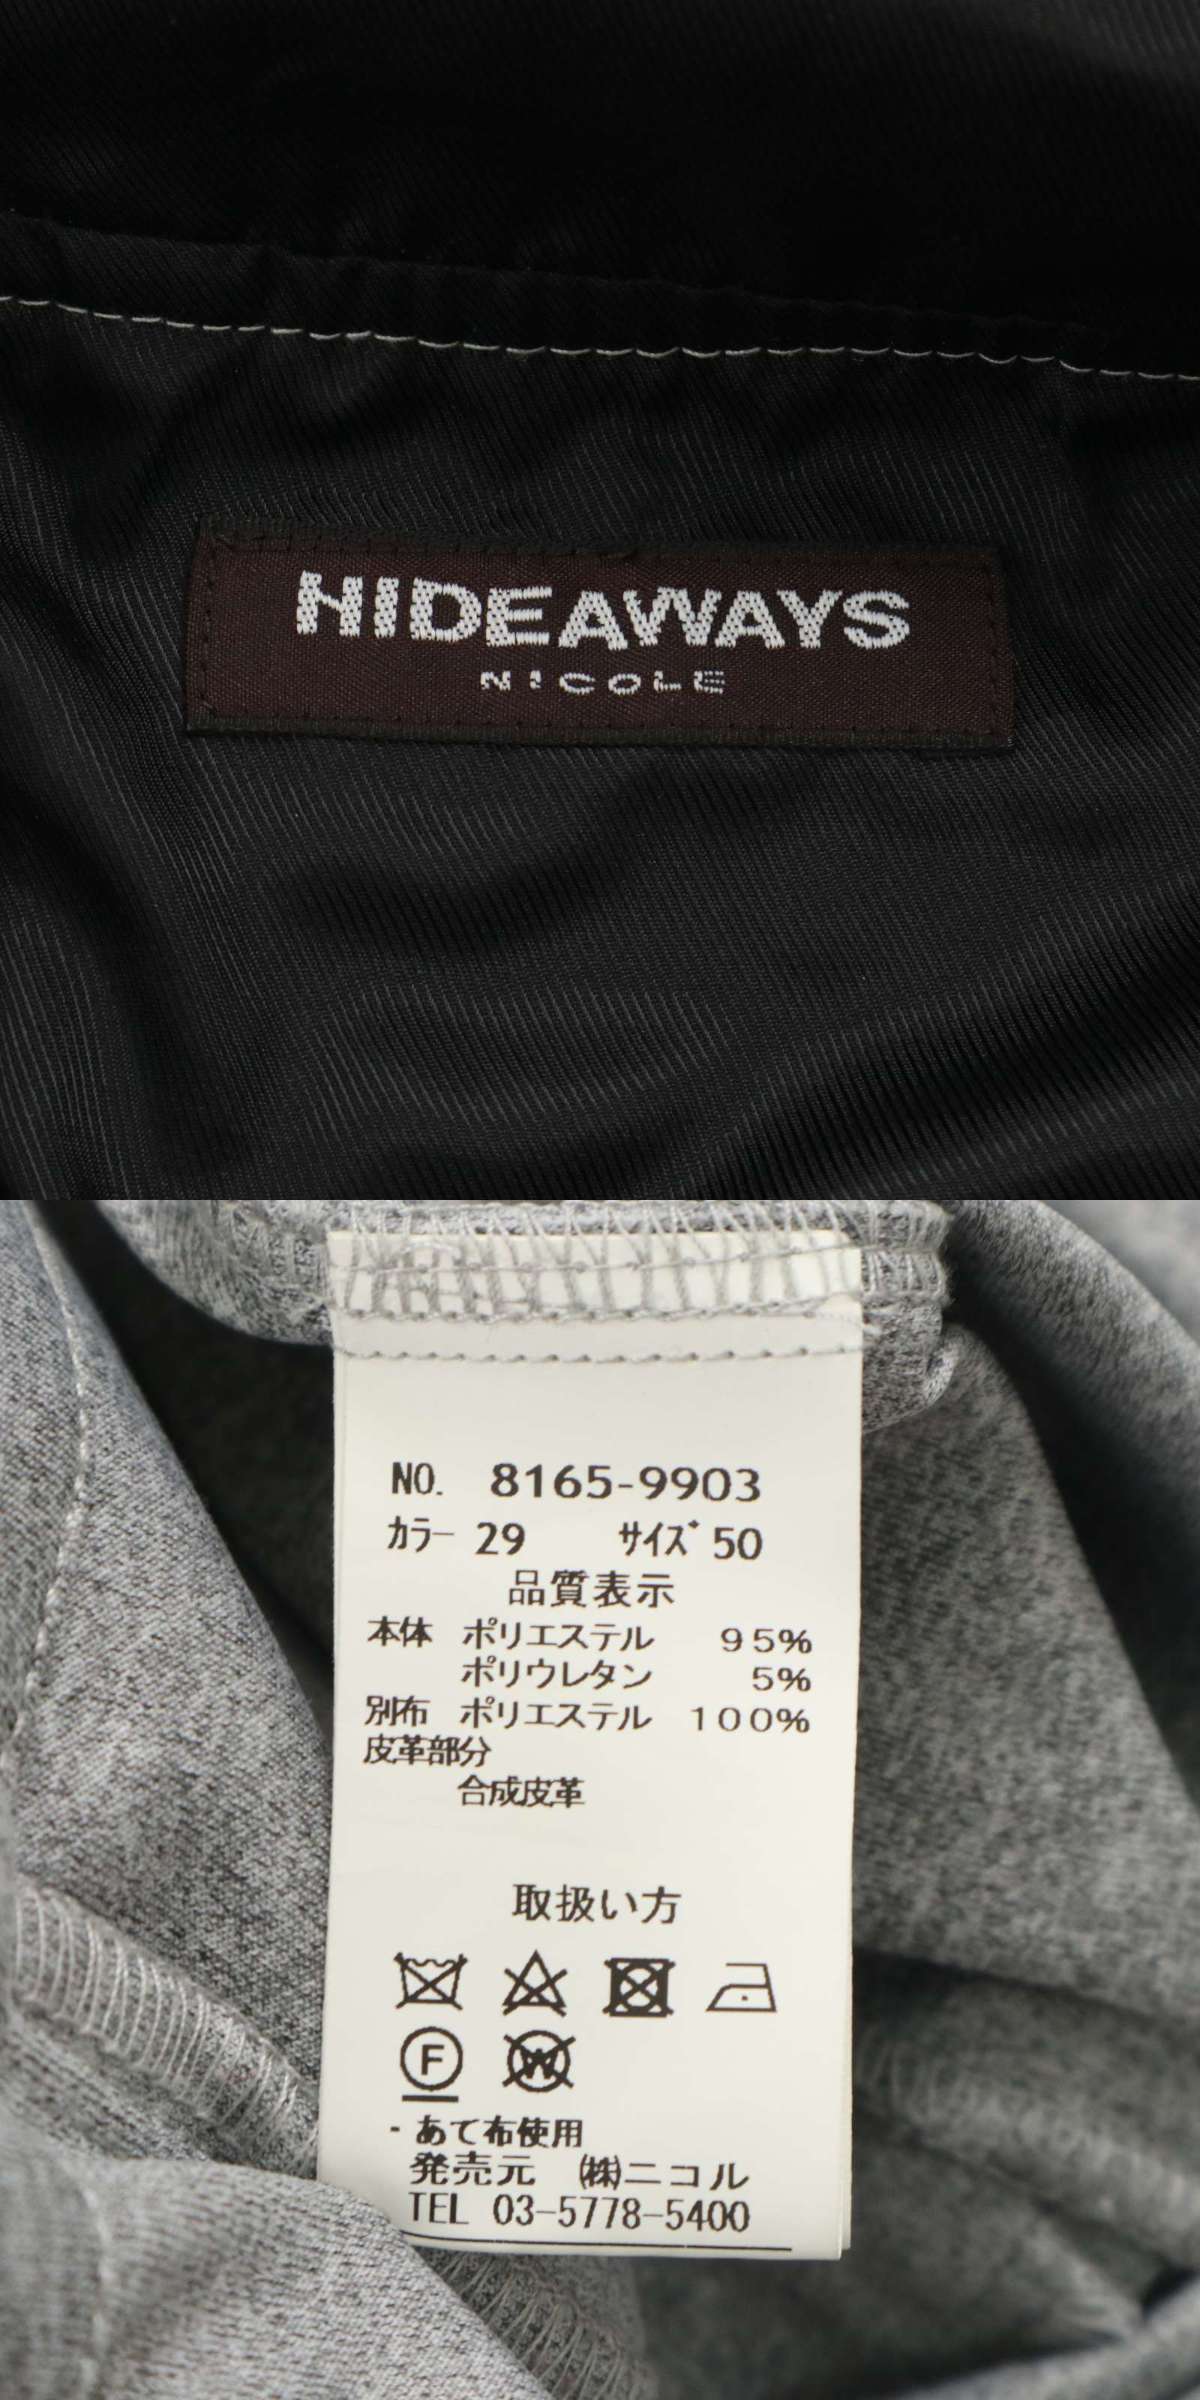 HIDEAWAYS
NICOLE
NO. 8165-9903
カラー 29 サイズ 50
品質表示
本体 ポリエステル 95%
ポリウレタン 5%
別布 ポリエステル 100%
皮革部分
合成皮革
取扱い方
F W
・あて布使用
発売元 ㈱ニコル
TEL 03-5778-5400